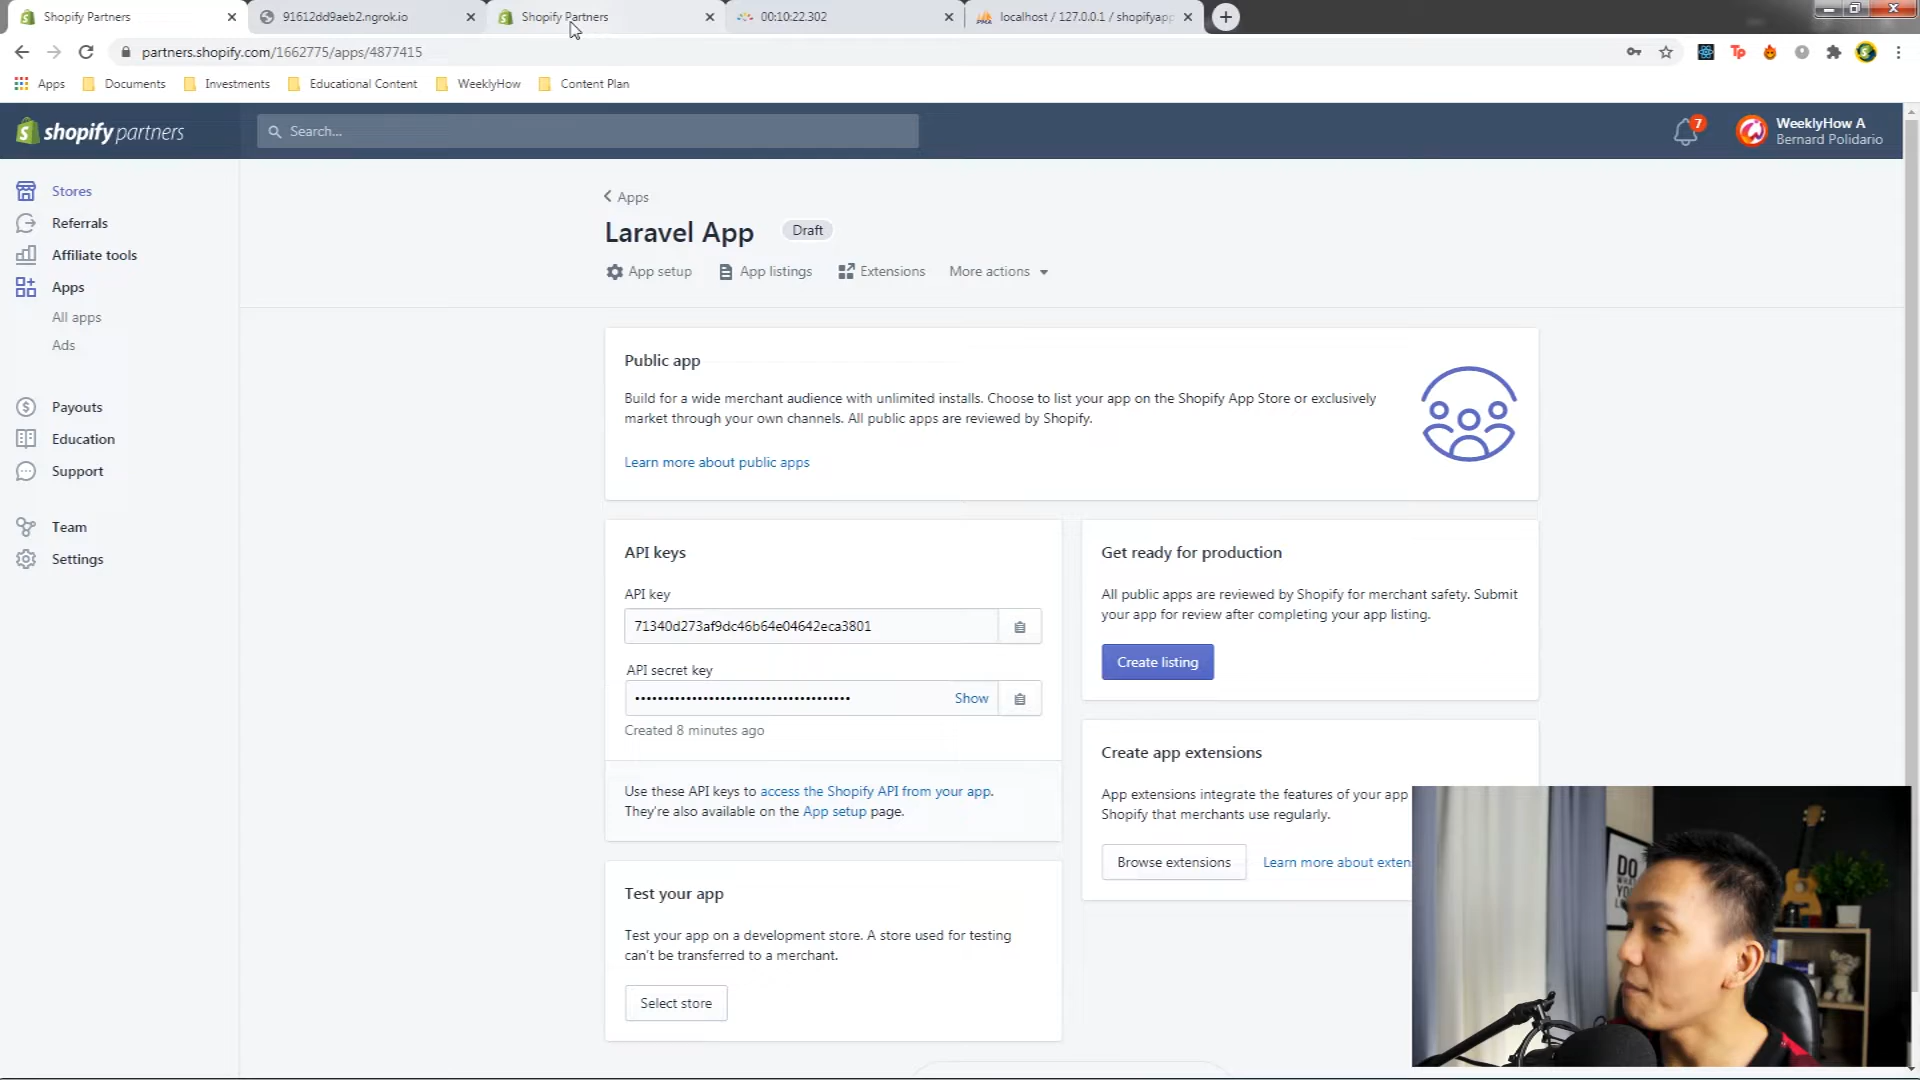 Shopify Partners
91612dd9aeb2.ngrok.io
Shopify Partners
00:10:22.302
localhost / 127.0.0.1 / shopifyapp
partners.shopify.com/1662775/apps/4877415
Apps
Documents
Investments
Educational Content
WeeklyHow
Content Plan
shopify partners
Search...
7
WeeklyHow A
Bernard Polidario
Stores
Referrals
Affiliate tools
Apps
All apps
Ads
Payouts
Education
Support
Team
Settings
Apps
Laravel App
Draft
App setup
App listings
Extensions
More actions
Public app
Build for a wide merchant audience with unlimited installs. Choose to list your app on the Shopify App Store or exclusively
market through your own channels. All public apps are reviewed by Shopify.
Learn more about public apps
API keys
API key
71340d273af9dc46b64e04642eca3801
API secret key
Show
Created 8 minutes ago
Use these API keys to access the Shopify API from your app.
They're also available on the App setup page.
Test your app
Test your app on a development store. A store used for testing
can't be transferred to a merchant.
Select store
Get ready for production
All public apps are reviewed by Shopify for merchant safety. Submit
your app for review after completing your app listing.
Create listing
Create app extensions
App extensions integrate the features of your app
Shopify that merchants use regularly.
Browse extensions
Learn more about exten
DO